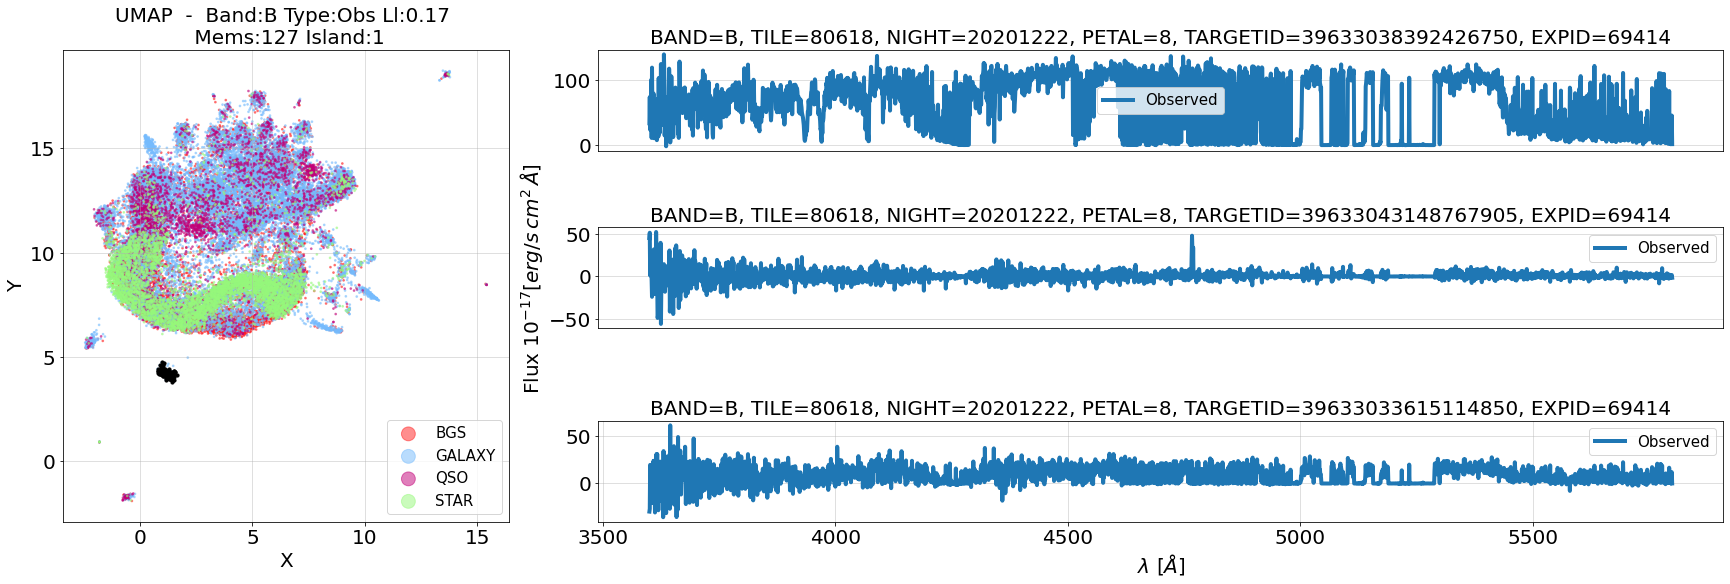 UMAP - Band:B Type:Obs Ll:0.17
Mems:127 Island:1
Y
15
10
5
0
0
5
10
15
X
BGS
GALAXY
QSO
STAR
Flux 10⁻¹⁷[erg/s cm² Å]
BAND=B, TILE=80618, NIGHT=20201222, PETAL=8, TARGETID=39633038392426750, EXPID=69414
100
0
Observed
BAND=B, TILE=80618, NIGHT=20201222, PETAL=8, TARGETID=39633043148767905, EXPID=69414
50
0
−50
Observed
BAND=B, TILE=80618, NIGHT=20201222, PETAL=8, TARGETID=39633033615114850, EXPID=69414
50
0
Observed
3500
4000
4500
5000
5500
λ [Å]